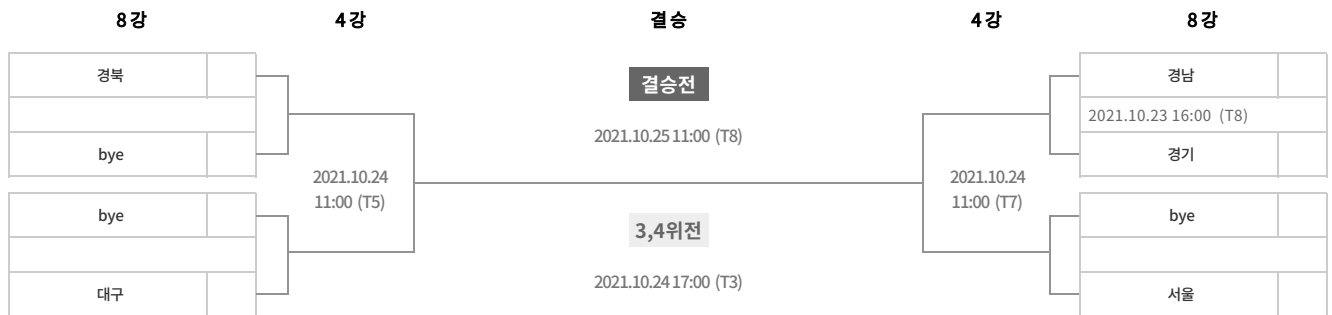 8강 4강 결승 4강 8강
경북
bye
bye
대구
2021.10.24
11:00 (T5)
결승전
2021.10.25 11:00 (T8)
3,4위전
2021.10.24 17:00 (T3)
2021.10.24
11:00 (T7)
경남
2021.10.23 16:00 (T8)
경기
bye
서울